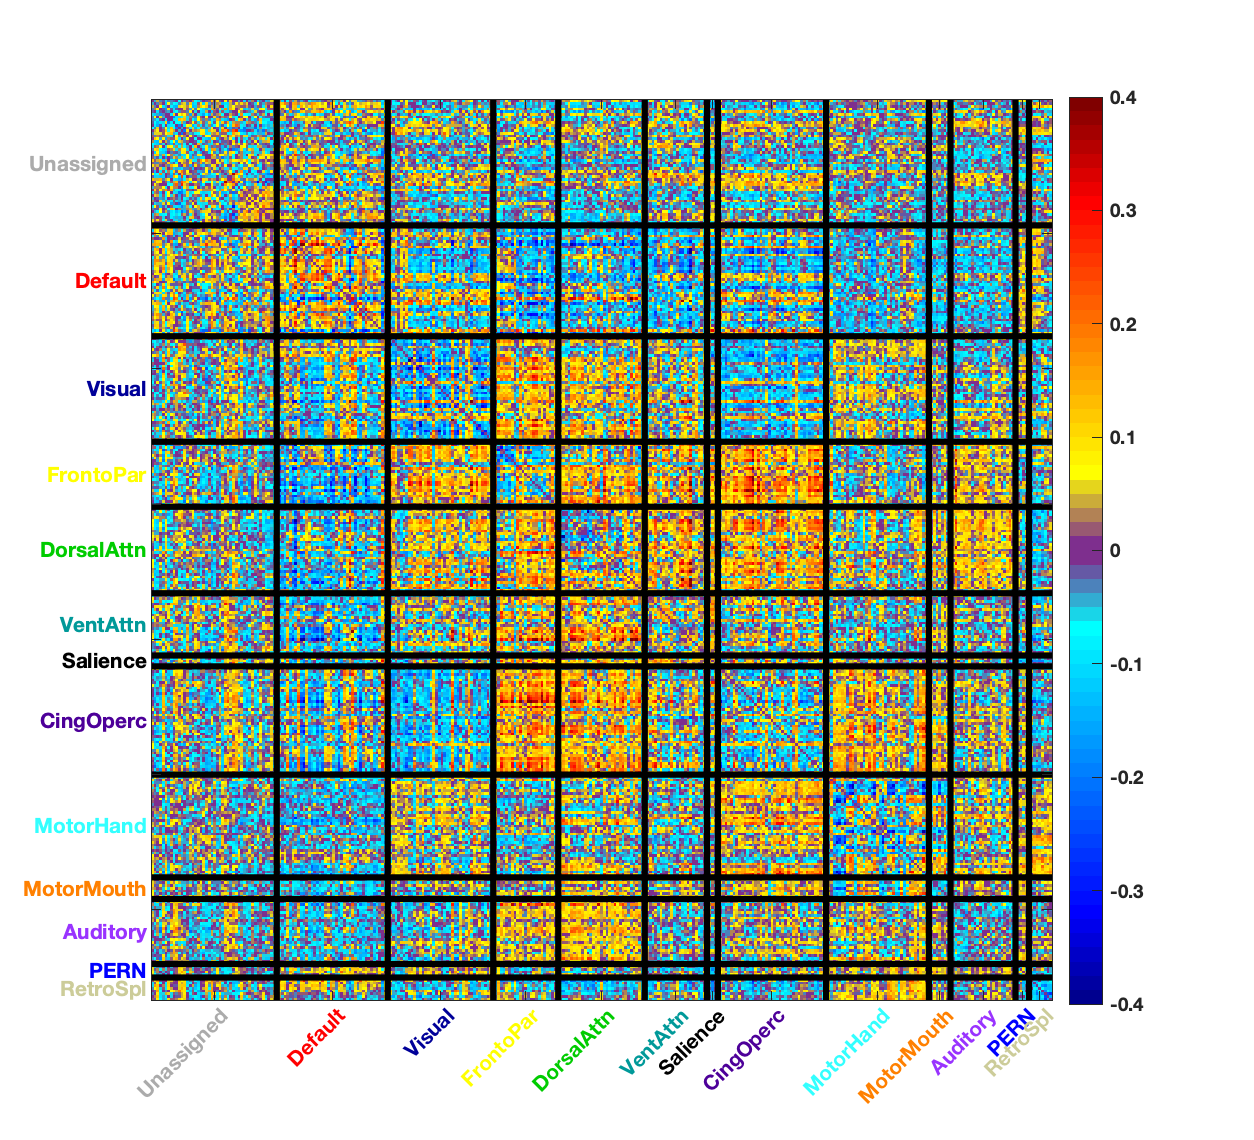 Unassigned
Default
Visual
FrontoPar
DorsalAttn
VentAttn
Salience
CingOperc
MotorHand
MotorMouth
Auditory
PERN
RetroSpl
Unassigned
Default
Visual
FrontoPar
DorsalAttn
VentAttn
Salience
CingOperc
MotorHand
MotorMouth
Auditory
PERN
RetroSpl
0.4
0.3
0.2
0.1
0
-0.1
-0.2
-0.3
-0.4